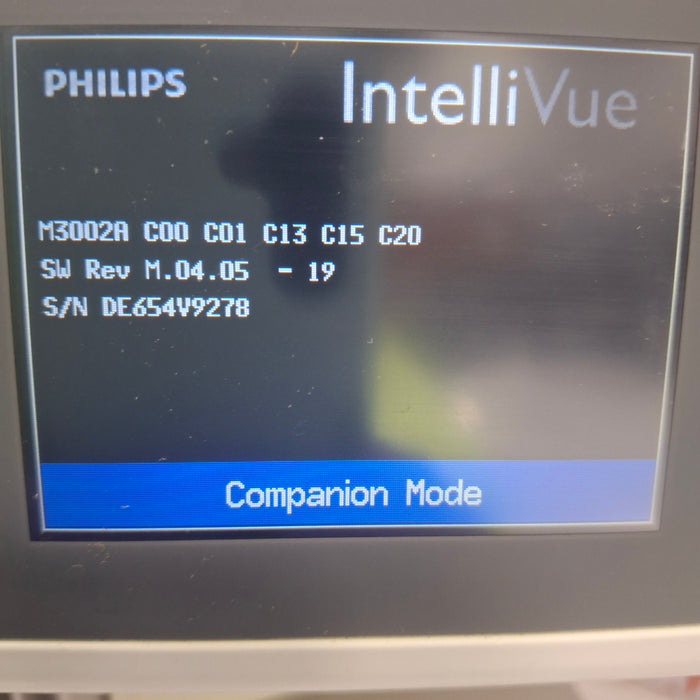 PHILIPS IntelliVue
M3002A C00 C01 C13 C15 C20
SW Rev M.04.05 - 19
S/N DE654V9278
Companion Mode